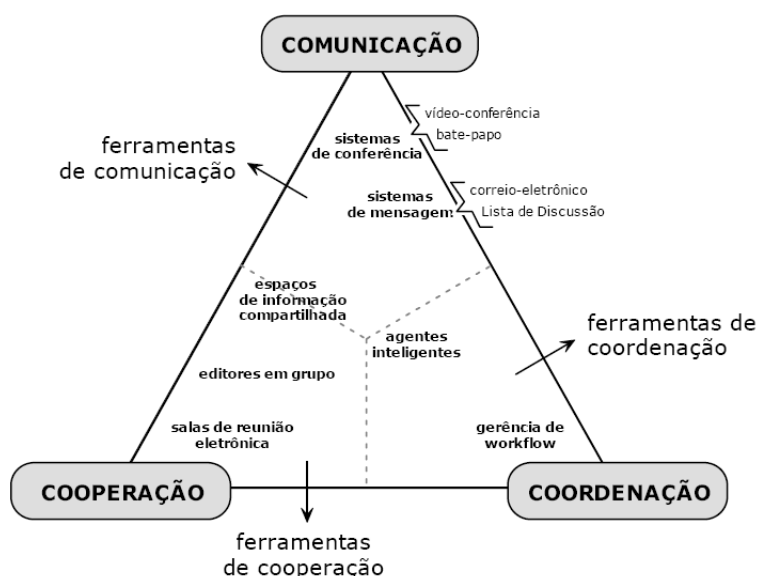 COMUNICAÇÃO
vídeo-conferência
bate-papo
sistemas
de conferência
ferramentas
de comunicação
sistemas
de mensagem
correio-eletrônico
Lista de Discussão
espaços
de informação
compartilhada
agentes
inteligentes
ferramentas de
coordenação
editores em grupo
salas de reunião
eletrônica
gerência de
workflow
COOPERAÇÃO
COORDENAÇÃO
ferramentas
de cooperação